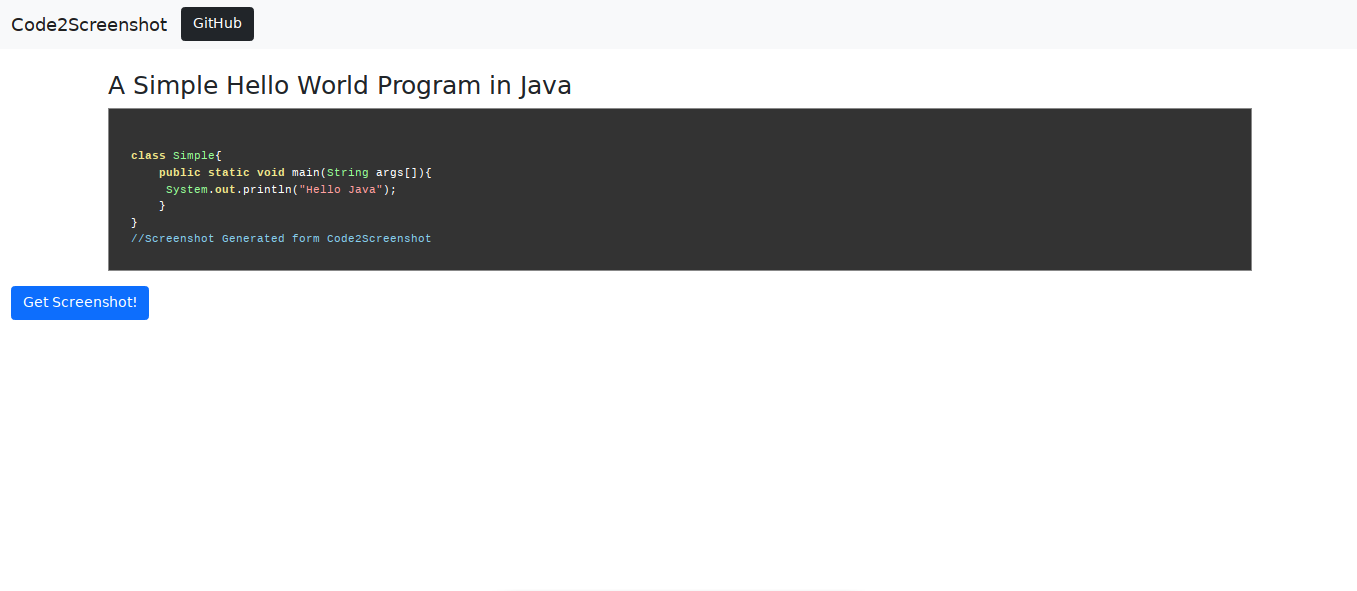 Code2Screenshot GitHub
A Simple Hello World Program in Java
class Simple{
    public static void main(String args[]){
     System.out.println("Hello Java");
    }
}
//Screenshot Generated form Code2Screenshot
Get Screenshot!